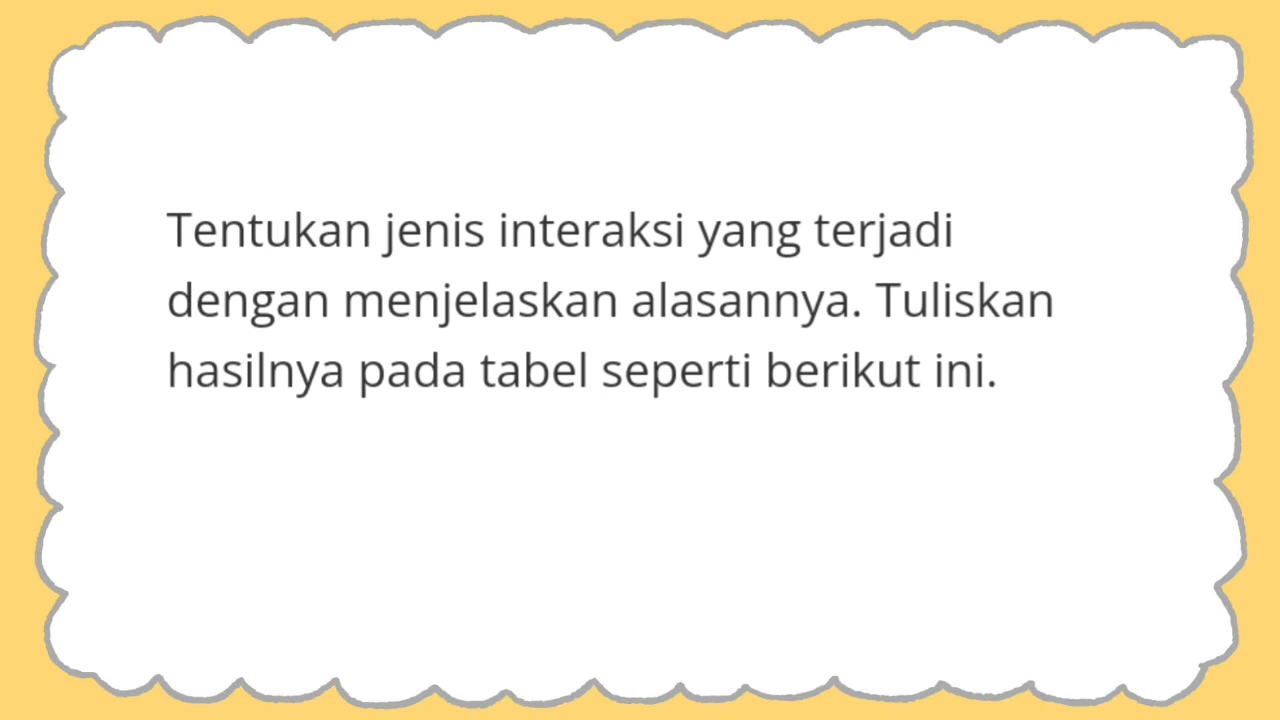 Tentukan jenis interaksi yang terjadi
dengan menjelaskan alasannya. Tuliskan
hasilnya pada tabel seperti berikut ini.